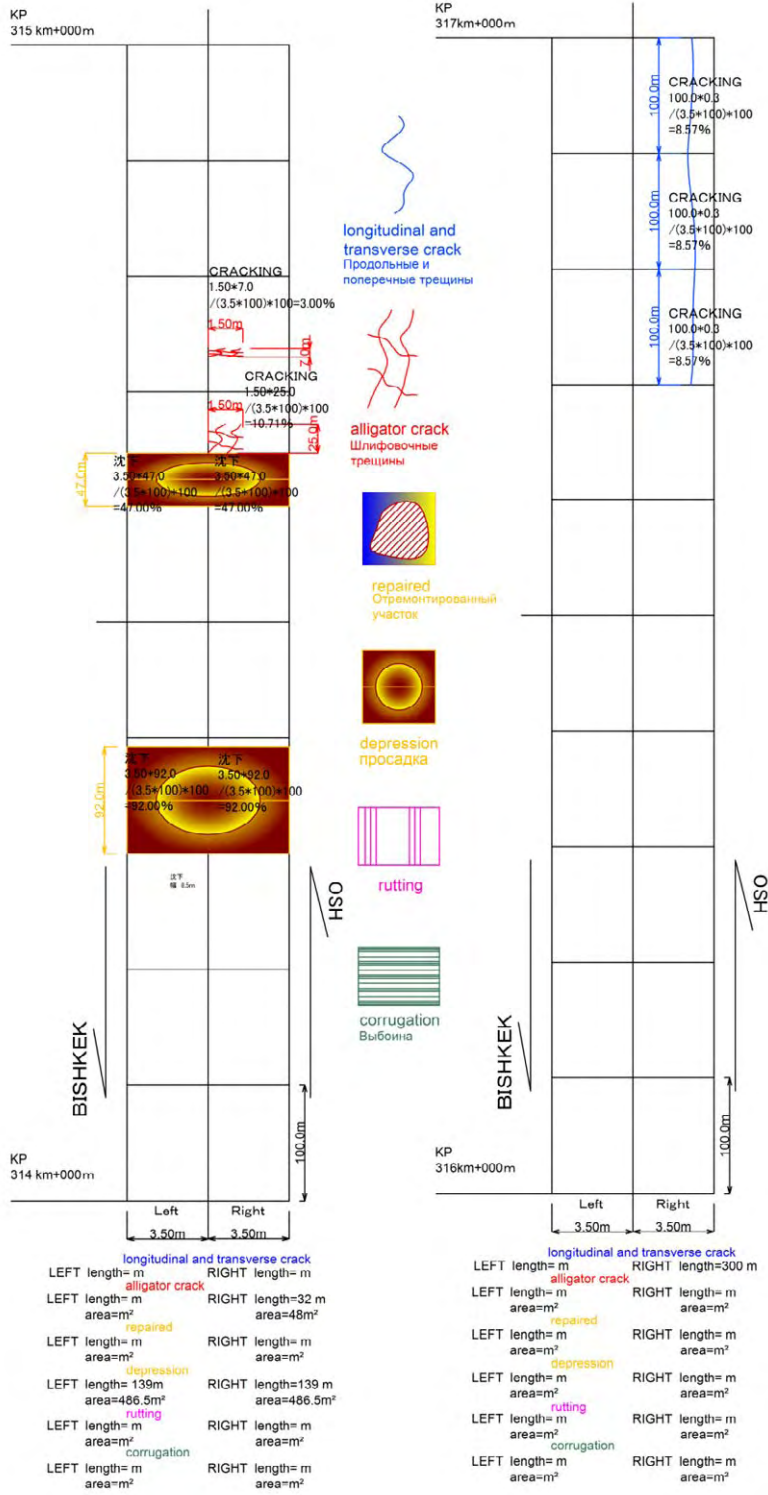 KP
315 km+000m
CRACKING
1.50*7.0
/(3.5*100)*100=3.00%
1.50m
7.0m
CRACKING
1.50*25.0
/(3.5*100)*100
=10.71%
1.50m
25.0m
沈下
3.50*47.0
/(3.5*100)*100
=47.00%
沈下
3.50*47.0
/(3.5*100)*100
=47.00%
47.0m
沈下
3.50*92.0
/(3.5*100)*100
=92.00%
沈下
3.50*92.0
/(3.5*100)*100
=92.00%
92.0m
沈下
幅 8.5m
HSO
BISHKEK
100.0m
KP
314 km+000m
Left
Right
3.50m
3.50m
longitudinal and
transverse crack
Продольные и
поперечные трещины
alligator crack
Шлифовочные
трещины
repaired
Отремонтированный
участок
depression
просадка
rutting
corrugation
Выбоина
KP
317km+000m
100.0m
CRACKING
100.0*0.3
/(3.5*100)*100
=8.57%
100.0m
CRACKING
100.0*0.3
/(3.5*100)*100
=8.57%
100.0m
CRACKING
100.0*0.3
/(3.5*100)*100
=8.57%
HSO
BISHKEK
100.0m
KP
316km+000m
Left
Right
3.50m
3.50m
longitudinal and transverse crack
LEFT length= m RIGHT length= m
alligator crack
LEFT length= m RIGHT length=32 m
area=m² area=48m²
repaired
LEFT length= m RIGHT length= m
area=m² area=m²
depression
LEFT length= 139m RIGHT length=139 m
area=486.5m² area=486.5m²
rutting
LEFT length= m RIGHT length= m
area=m² area=m²
corrugation
LEFT length= m RIGHT length= m
area=m² area=m²
longitudinal and transverse crack
LEFT length= m RIGHT length=300 m
alligator crack
LEFT length= m RIGHT length= m
area=m² area=m²
repaired
LEFT length= m RIGHT length= m
area=m² area=m²
depression
LEFT length= m RIGHT length= m
area=m² area=m²
rutting
LEFT length= m RIGHT length= m
area=m² area=m²
corrugation
LEFT length= m RIGHT length= m
area=m² area=m²